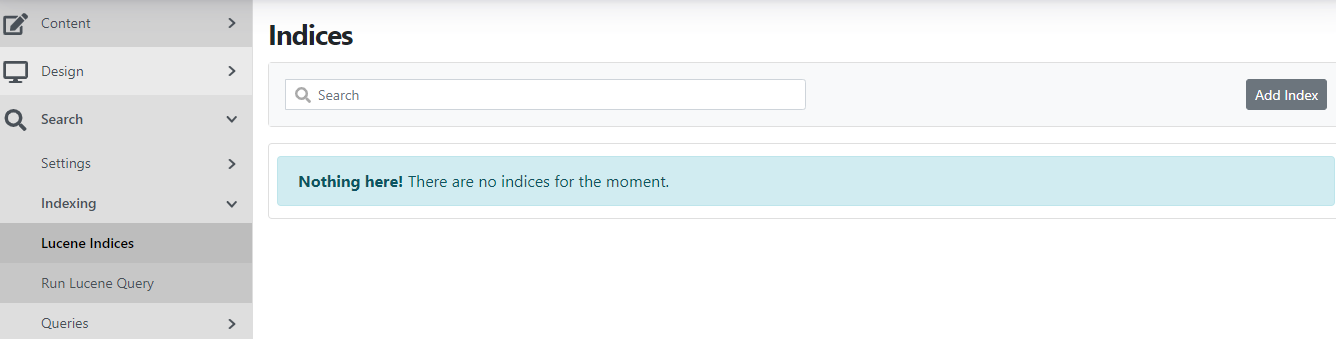 Content
Design
Search
Settings
Indexing
Lucene Indices
Run Lucene Query
Queries
Indices
Search
Add Index
Nothing here! There are no indices for the moment.